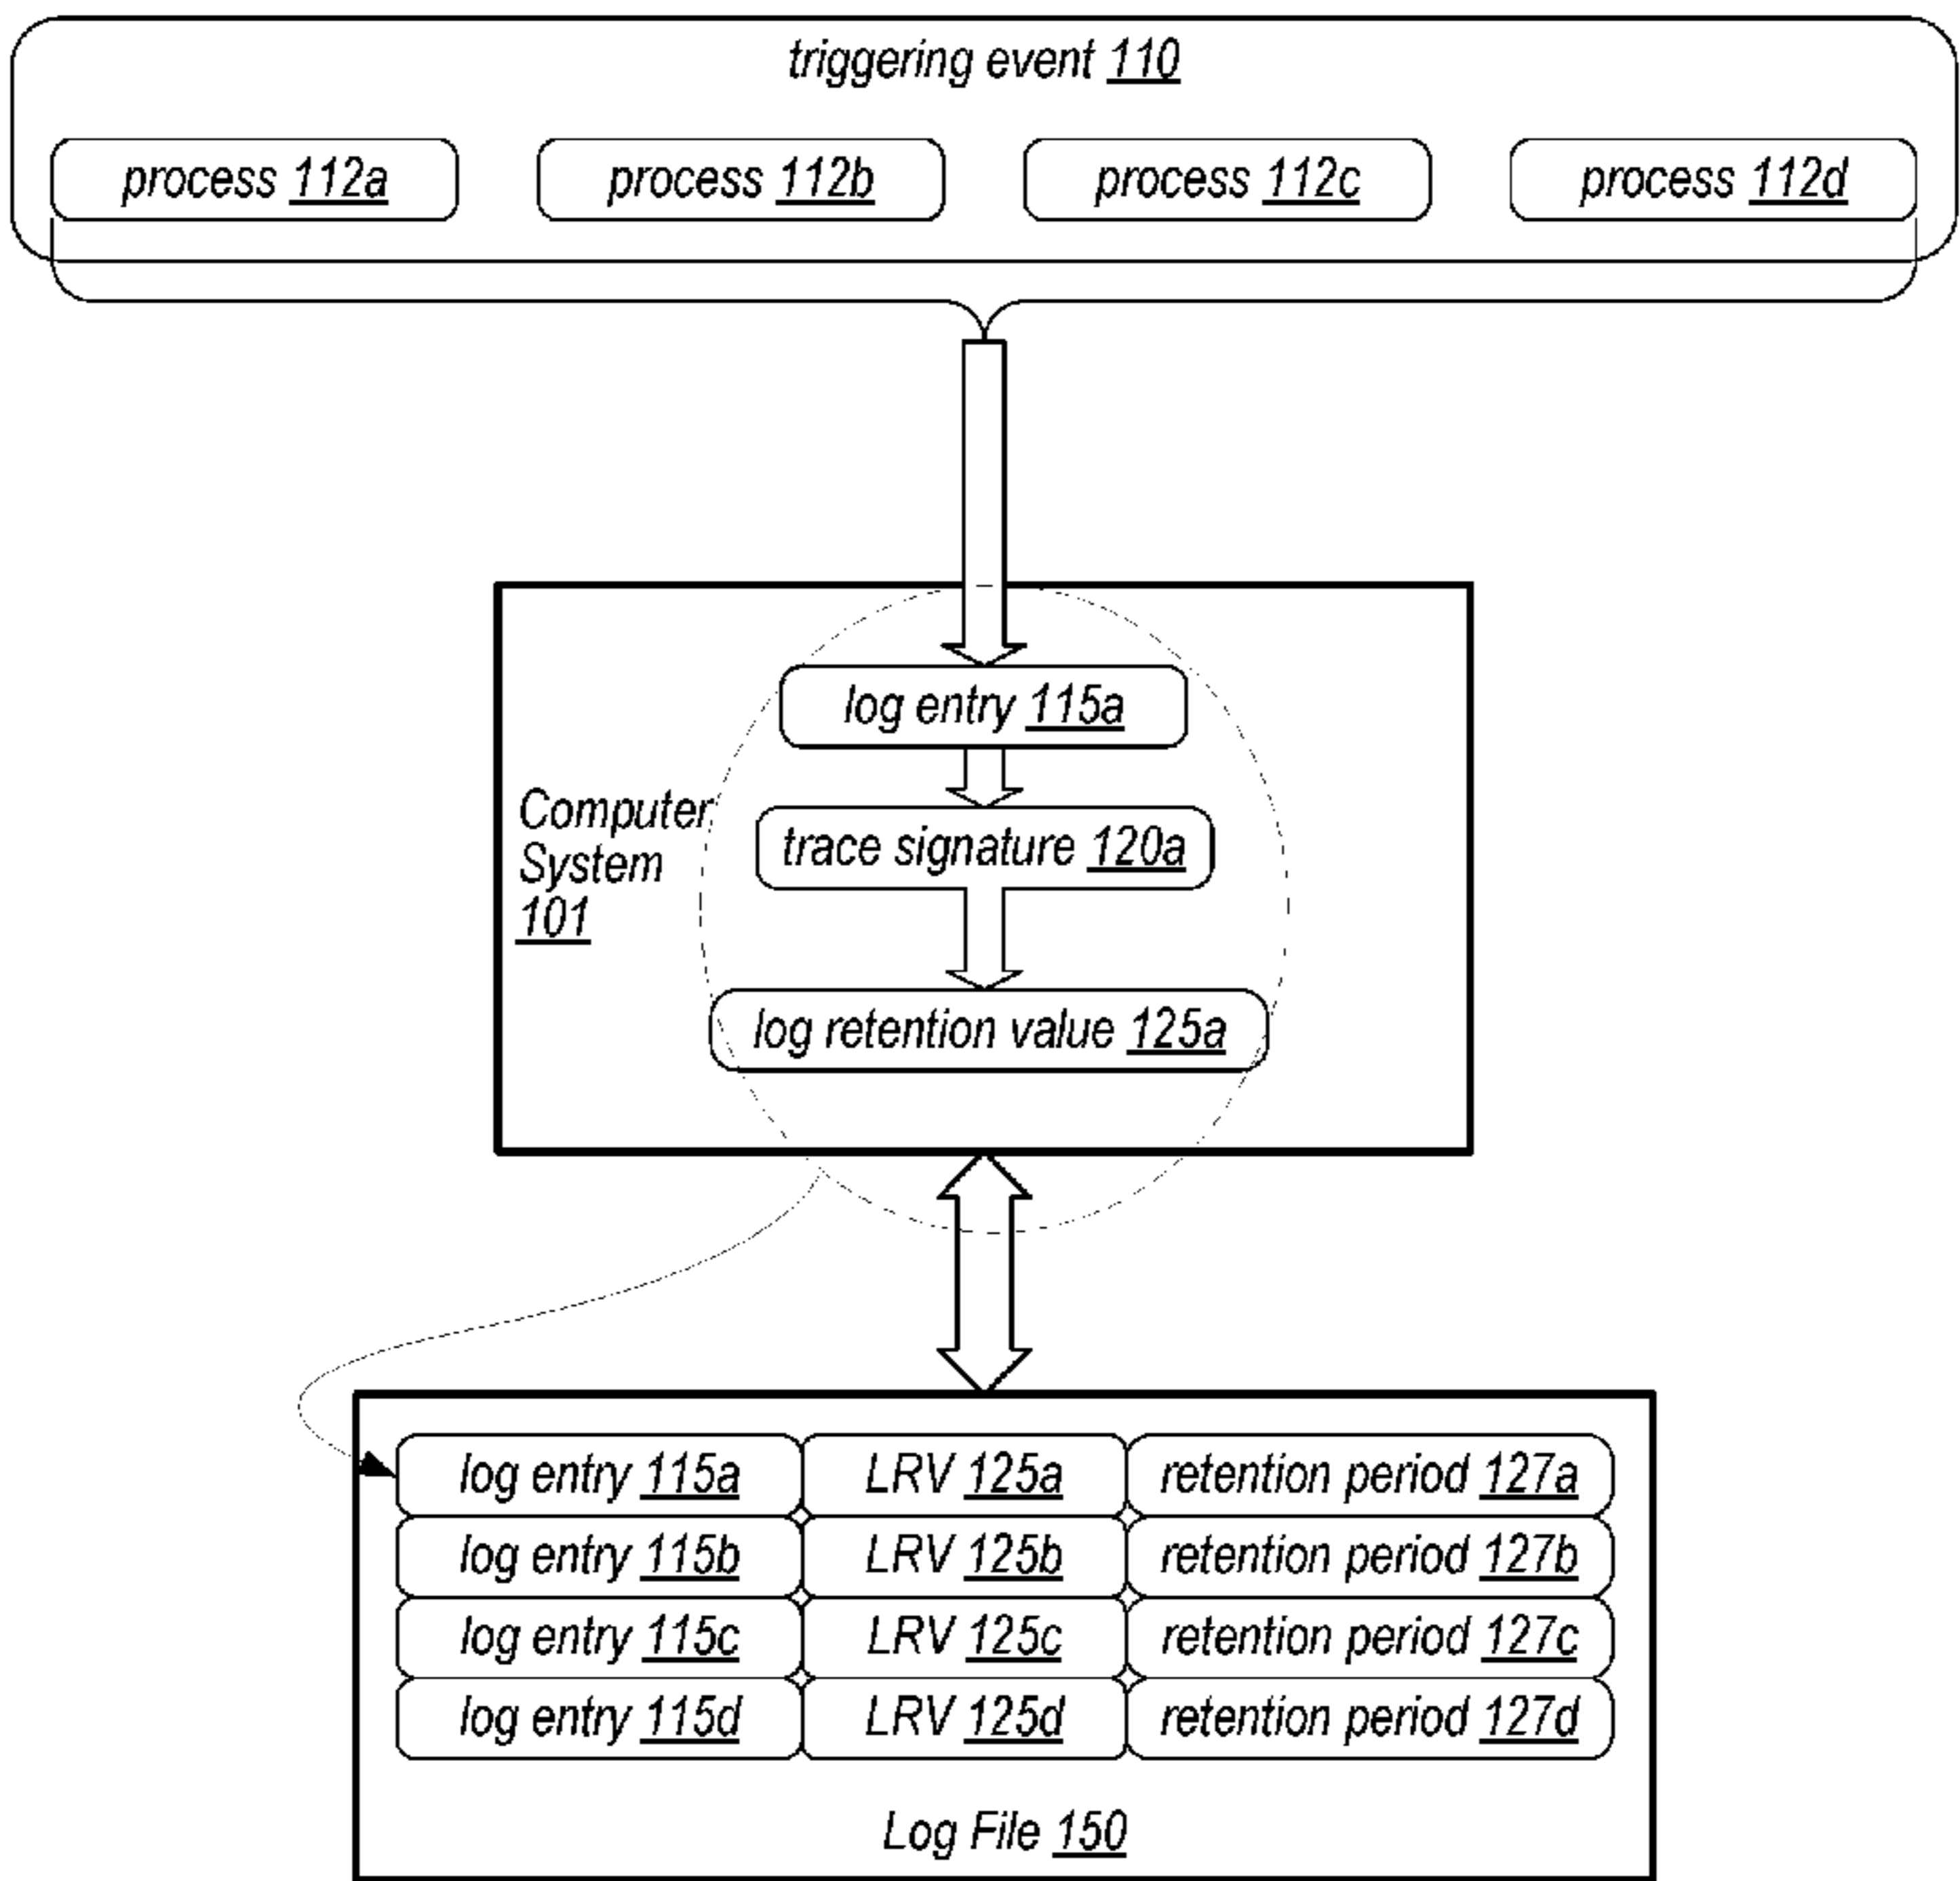 triggering event 110
process 112a
process 112b
process 112c
process 112d
log entry 115a
Computer
System
101
trace signature 120a
log retention value 125a
log entry 115a LRV 125a retention period 127a
log entry 115b LRV 125b retention period 127b
log entry 115c LRV 125c retention period 127c
log entry 115d LRV 125d retention period 127d
Log File 150